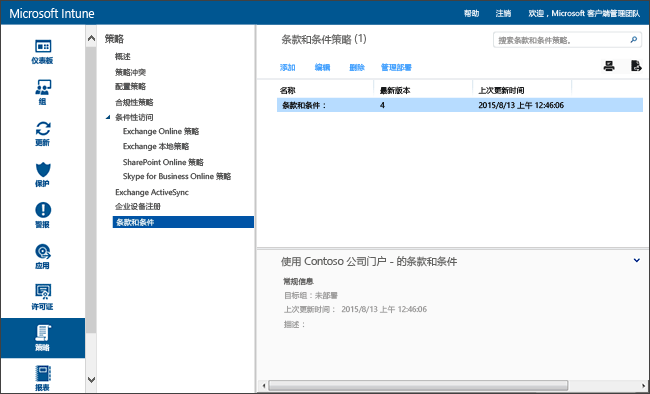 Microsoft Intune
帮助 注销 欢迎，Microsoft 客户端管理团队
仪表板
组
更新
保护
警报
应用
许可证
策略
报表
策略
概述
策略冲突
配置策略
合规性策略
条件性访问
Exchange Online 策略
Exchange 本地策略
SharePoint Online 策略
Skype for Business Online 策略
Exchange ActiveSync
企业设备注册
条款和条件
条款和条件策略 (1)
搜索条款和条件策略。
添加 编辑 删除 管理部署
名称 最新版本 上次更新时间
条款和条件： 4 2015/8/13 上午 12:46:06
使用 Contoso 公司门户 - 的条款和条件
常规信息
目标组：未部署
上次更新时间： 2015/8/13 上午 12:46:06
描述：